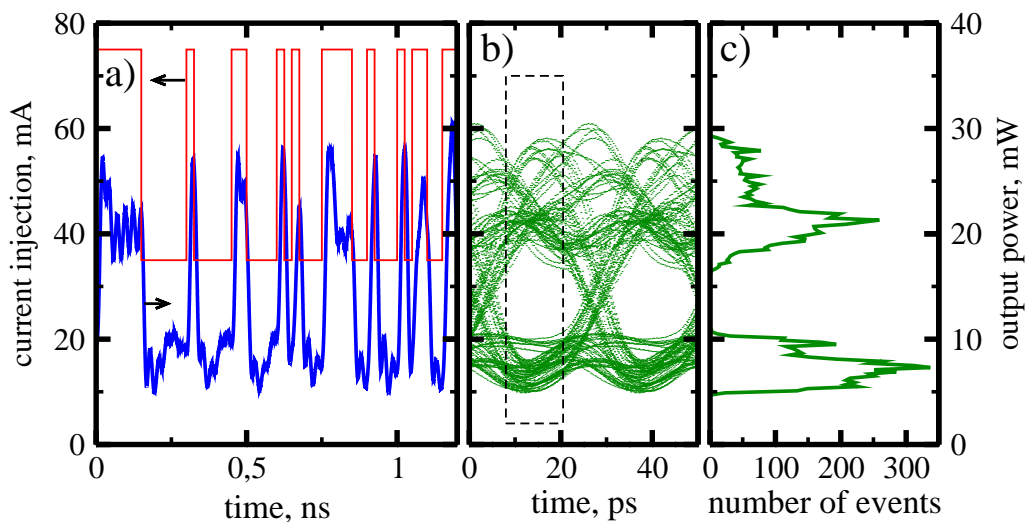 a)
b)
c)
80
60
40
20
0
current injection, mA
0
0,5
1
time, ns
0
20
40
time, ps
0
100
200
300
number of events
40
30
20
10
0
output power, mW